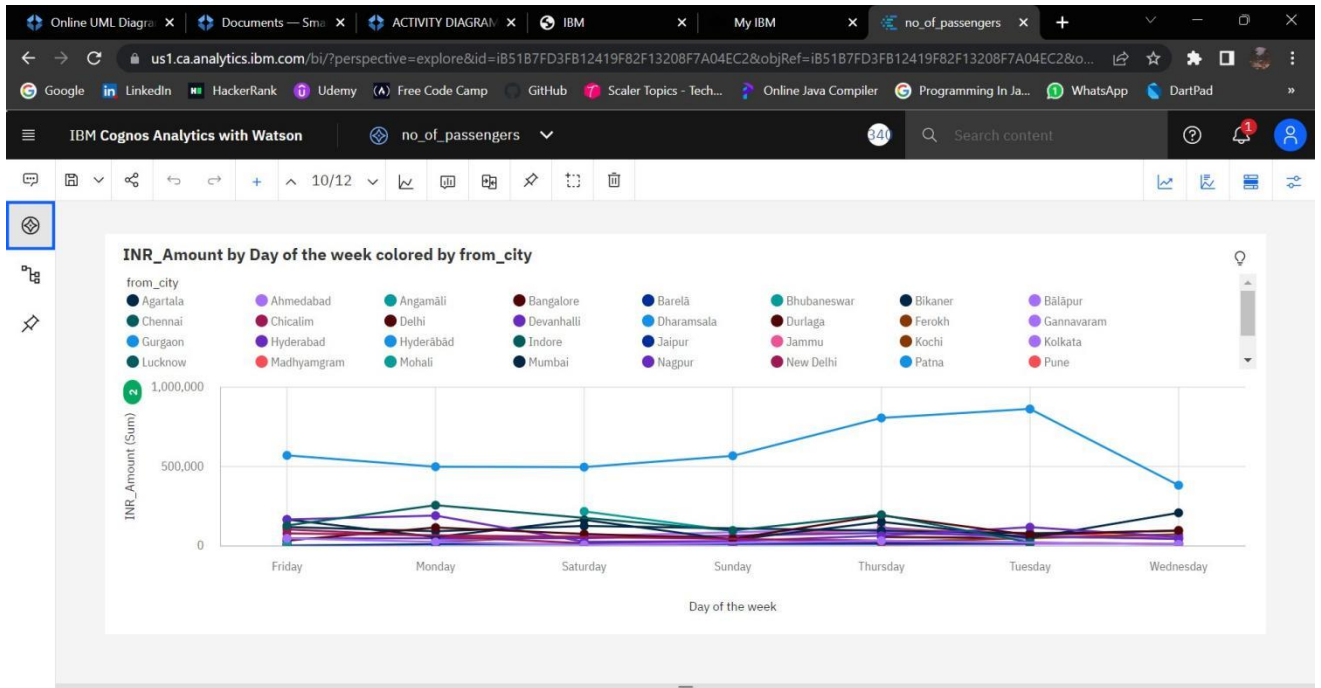 Online UML Diagra Documents — Sma ACTIVITY DIAGRAM IBM My IBM no_of_passengers
us1.ca.analytics.ibm.com/bi/?perspective=explore&id=iB51B7FD3FB12419F82F13208F7A04EC2&objRef=iB51B7FD3FB12419F82F13208F7A04EC2&o...
Google LinkedIn HackerRank Udemy Free Code Camp GitHub Scaler Topics - Tech... Online Java Compiler Programming In Ja... WhatsApp DartPad »
IBM Cognos Analytics with Watson no_of_passengers 340 Search content 1
10/12
INR_Amount by Day of the week colored by from_city
from_city
Agartala Ahmedabad Angamāli Bangalore Barelā Bhubaneswar Bikaner Bālāpur
Chennai Chicalim Delhi Devanhalli Dharamsala Durlaga Ferokh Gannavaram
Gurgaon Hyderabad Hyderābād Indore Jaipur Jammu Kochi Kolkata
Lucknow Madhyamgram Mohali Mumbai Nagpur New Delhi Patna Pune
2
1,000,000
INR_Amount (Sum)
500,000
0
Friday Monday Saturday Sunday Thursday Tuesday Wednesday
Day of the week